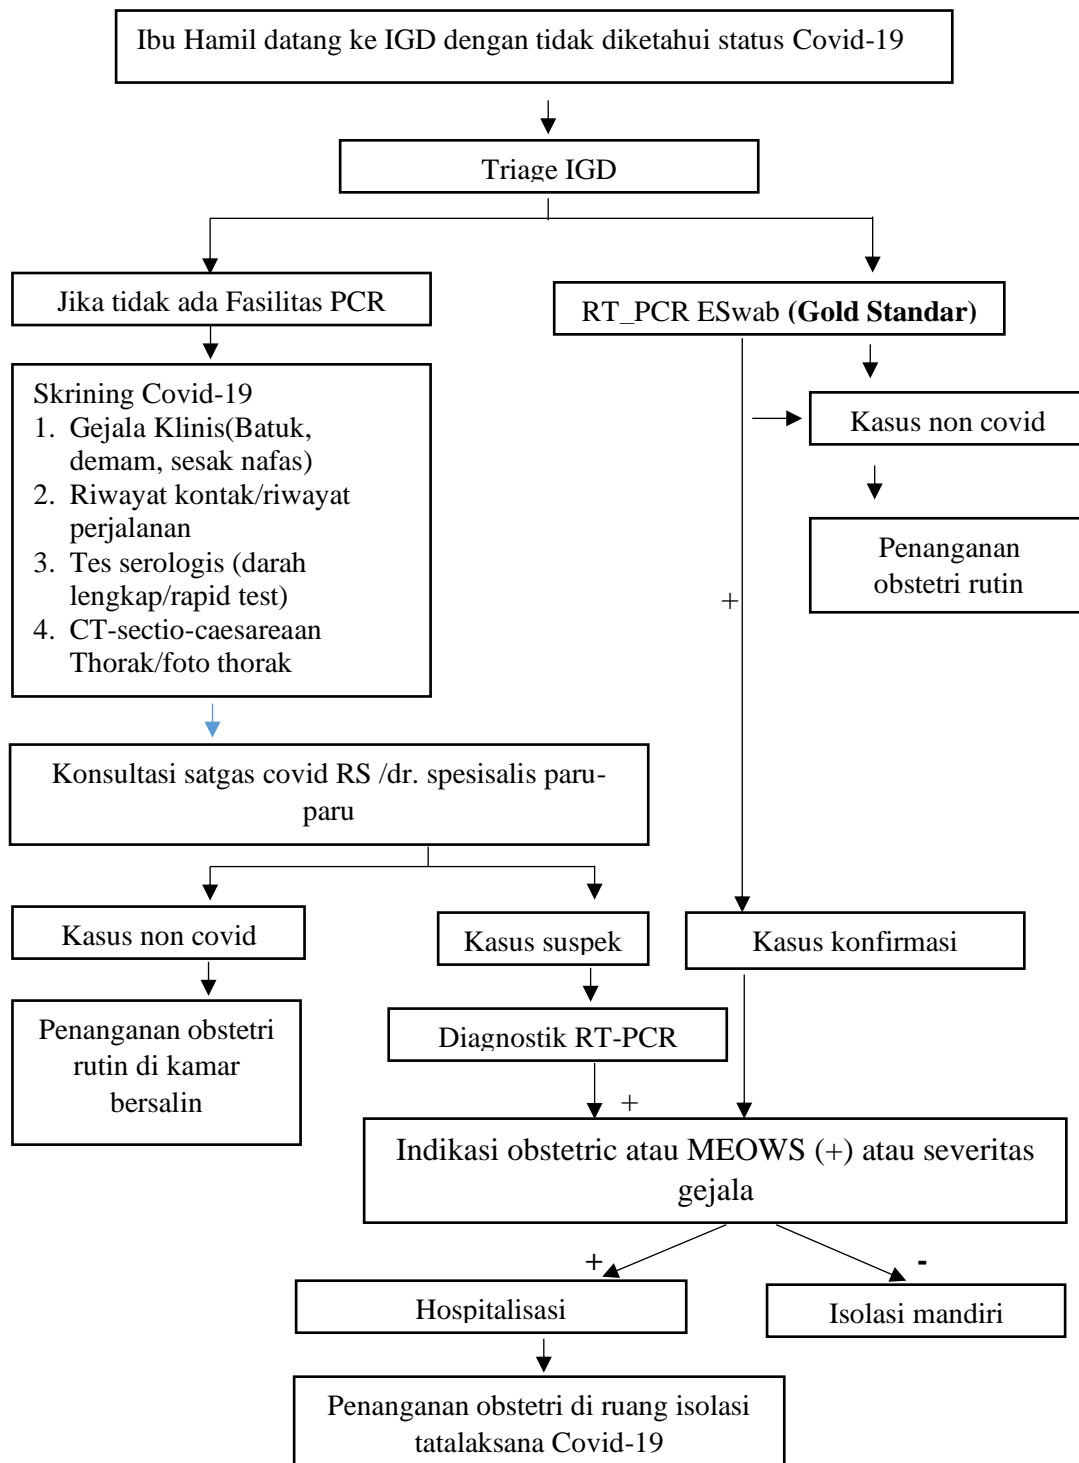 Ibu Hamil datang ke IGD dengan tidak diketahui status Covid-19
Triage IGD
Jika tidak ada Fasilitas PCR
RT_PCR ESwab (Gold Standar)
Skrining Covid-19
1. Gejala Klinis(Batuk,
demam, sesak nafas)
2. Riwayat kontak/riwayat
perjalanan
3. Tes serologis (darah
lengkap/rapid test)
4. CT-sectio-caesareaan
Thorak/foto thorak
Kasus non covid
Penanganan
obstetri rutin
+
Konsultasi satgas covid RS /dr. spesisalis paru-
paru
Kasus non covid
Kasus suspek
Kasus konfirmasi
Penanganan obstetri
rutin di kamar
bersalin
Diagnostik RT-PCR
+
Indikasi obstetric atau MEOWS (+) atau severitas
gejala
+
-
Hospitalisasi
Isolasi mandiri
Penanganan obstetri di ruang isolasi
tatalaksana Covid-19